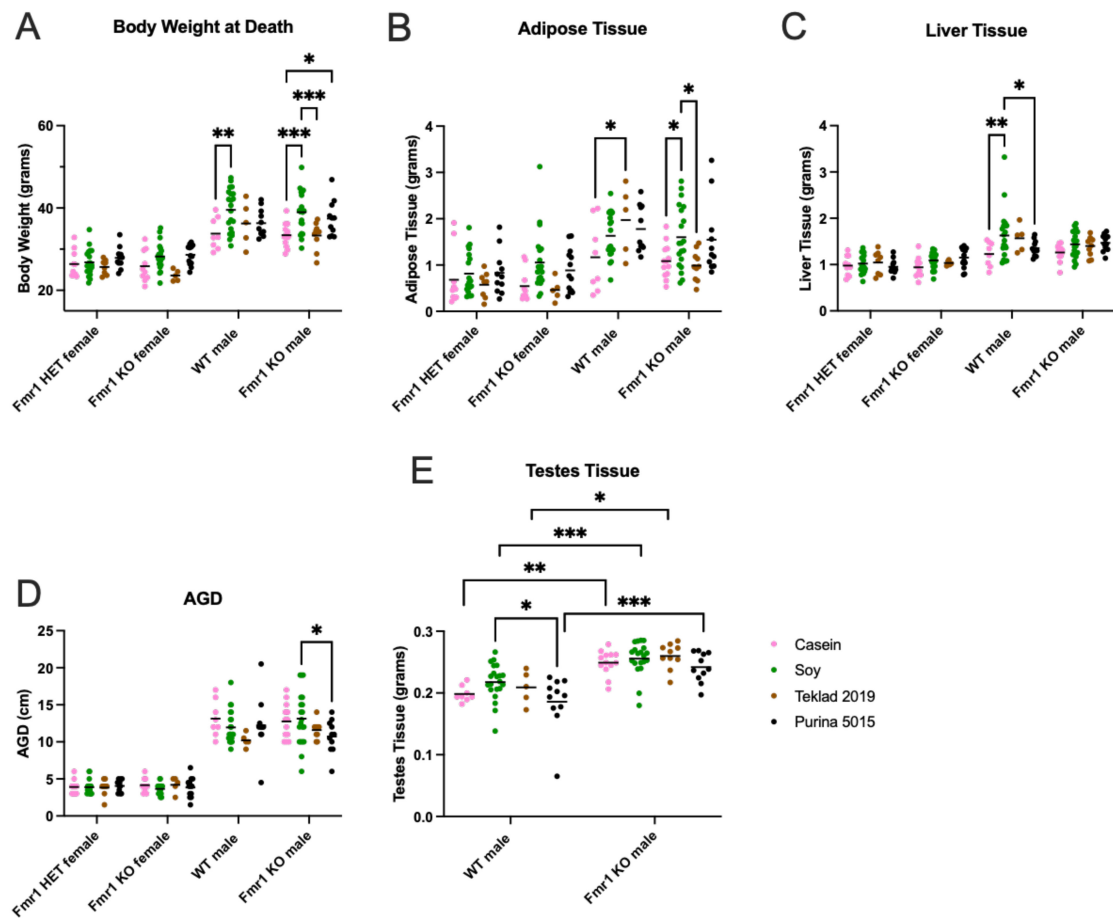 A
Body Weight at Death
Body Weight (grams)
60
40
20
*
***
**
***
Fmr1 HET female
Fmr1 KO female
WT male
Fmr1 KO male
B
Adipose Tissue
Adipose Tissue (grams)
4
3
2
1
0
*
*
*
Fmr1 HET female
Fmr1 KO female
WT male
Fmr1 KO male
C
Liver Tissue
Liver Tissue (grams)
4
3
2
1
0
*
**
Fmr1 HET female
Fmr1 KO female
WT male
Fmr1 KO male
D
AGD
AGD (cm)
25
20
15
10
5
0
*
Fmr1 HET female
Fmr1 KO female
WT male
Fmr1 KO male
E
Testes Tissue
Testes Tissue (grams)
*
***
**
*
***
0.3
0.2
0.1
0.0
WT male
Fmr1 KO male
Casein
Soy
Teklad 2019
Purina 5015